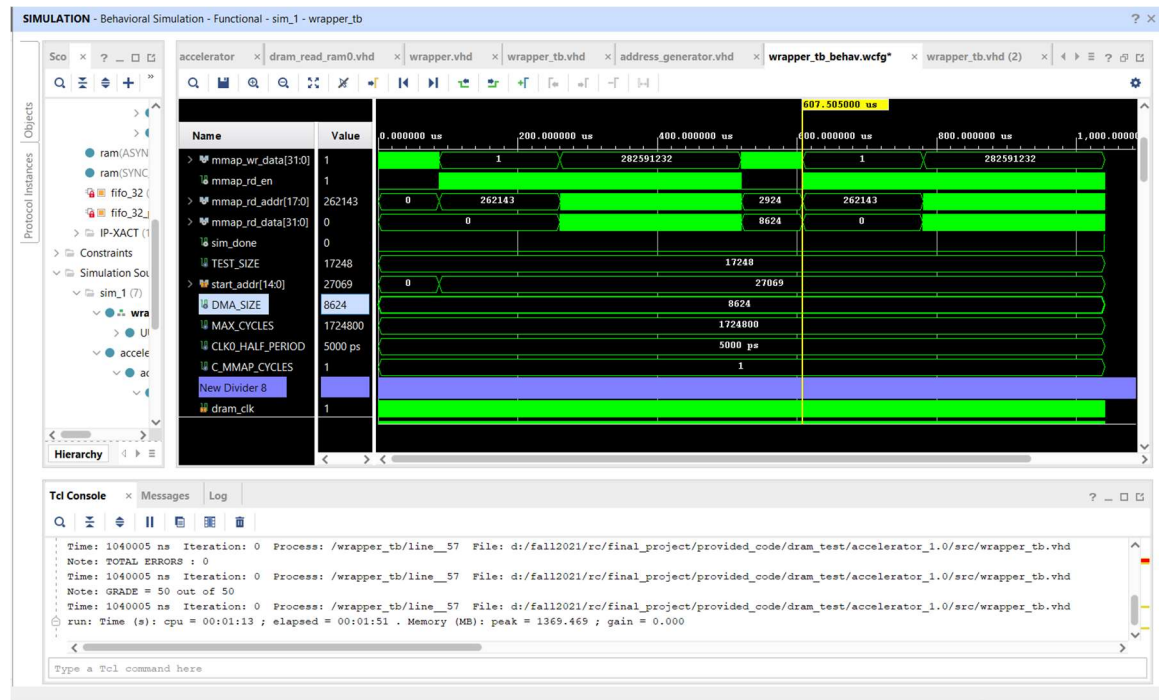 SIMULATION - Behavioral Simulation - Functional - sim_1 - wrapper_tb
Objects
Protocol Instances
Sco
ram(ASYN
ram(SYNC
fifo_32
fifo_32_
IP-XACT (1
Constraints
Simulation Sou
sim_1 (7)
wra
accele
Hierarchy
accelerator
dram_read_ram0.vhd
wrapper.vhd
wrapper_tb.vhd
address_generator.vhd
wrapper_tb_behav.wcfg*
wrapper_tb.vhd (2)
607.505000 us
Name Value 0.000000 us 200.000000 us 400.000000 us 600.000000 us 800.000000 us 1,000.0000
mmap_wr_data[31:0] 1 1 282591232 1 282591232
mmap_rd_en 1
mmap_rd_addr[17:0] 262143 0 262143 2924 262143
mmap_rd_data[31:0] 0 0 8624 0
sim_done 0
TEST_SIZE 17248 17248
start_addr[14:0] 27069 0 27069
DMA_SIZE 8624 8624
MAX_CYCLES 1724800 1724800
CLK0_HALF_PERIOD 5000 ps 5000 ps
C_MMAP_CYCLES 1 1
New Divider 8
dram_clk 1
Tcl Console Messages Log
Time: 1040005 ns Iteration: 0 Process: /wrapper_tb/line__57 File: d:/fall2021/rc/final_project/provided_code/dram_test/accelerator_1.0/src/wrapper_tb.vhd
Note: TOTAL ERRORS : 0
Time: 1040005 ns Iteration: 0 Process: /wrapper_tb/line__57 File: d:/fall2021/rc/final_project/provided_code/dram_test/accelerator_1.0/src/wrapper_tb.vhd
Note: GRADE = 50 out of 50
Time: 1040005 ns Iteration: 0 Process: /wrapper_tb/line__57 File: d:/fall2021/rc/final_project/provided_code/dram_test/accelerator_1.0/src/wrapper_tb.vhd
run: Time (s): cpu = 00:01:13 ; elapsed = 00:01:51 . Memory (MB): peak = 1369.469 ; gain = 0.000
Type a Tcl command here